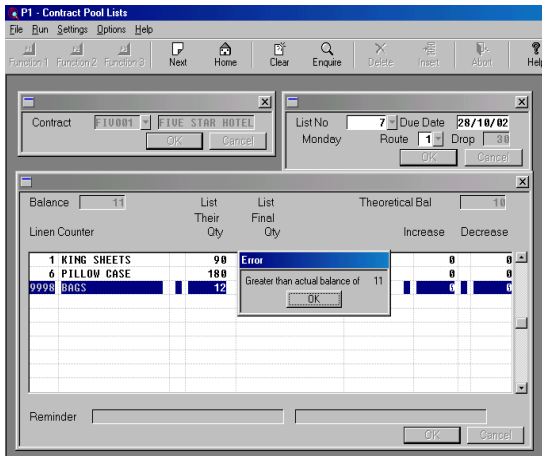 P1 - Contract Pool Lists
File Run Settings Options Help
Function 1 Function 2 Function 3 Next Home Clear Enquire Delete Insert Abort Help
Contract FIV001 FIVE STAR HOTEL
OK Cancel
List No 7 Due Date 28/10/02
Monday Route 1 Drop 30
OK Cancel
Balance 11 List List Theoretical Bal 10
Their Final
Linen Counter Qty Qty Increase Decrease
1 KING SHEETS 90 0 0
6 PILLOW CASE 180 0 0
9998 BAGS 12 0 0
Error
Greater than actual balance of 11
OK
Reminder
OK Cancel